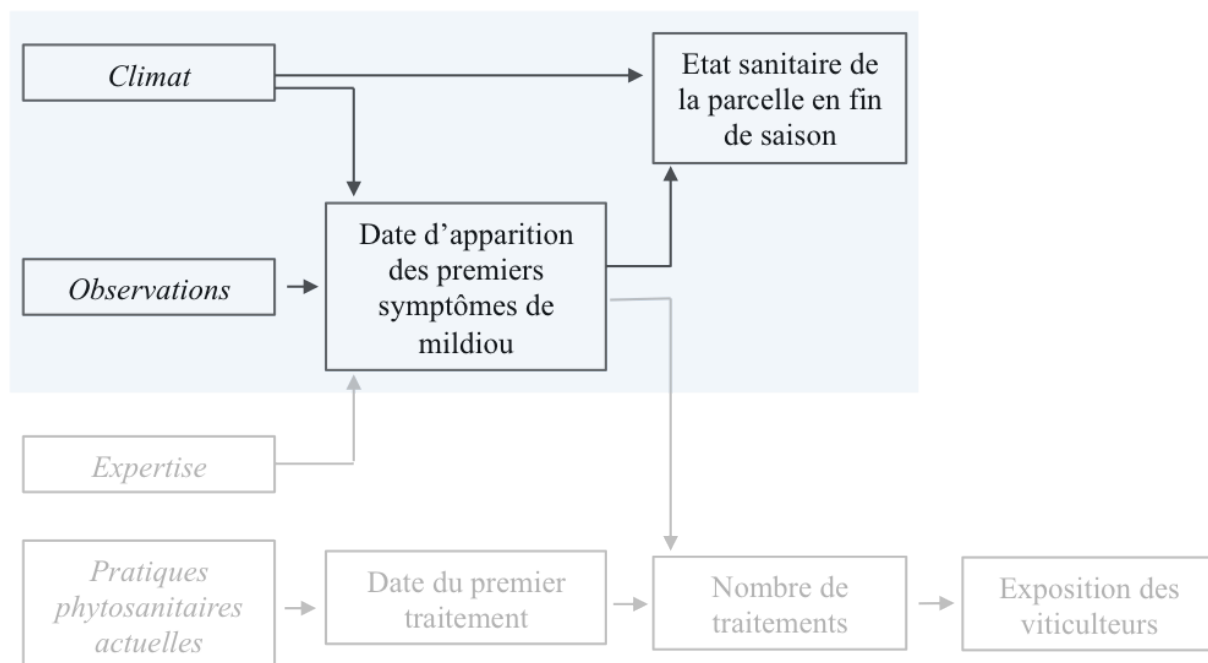 Climat
Etat sanitaire de
la parcelle en fin
de saison
Observations
Date d’apparition
des premiers
symptômes de
mildiou
Expertise
Pratiques
phytosanitaires
actuelles
Date du premier
traitement
Nombre de
traitements
Exposition des
viticulteurs